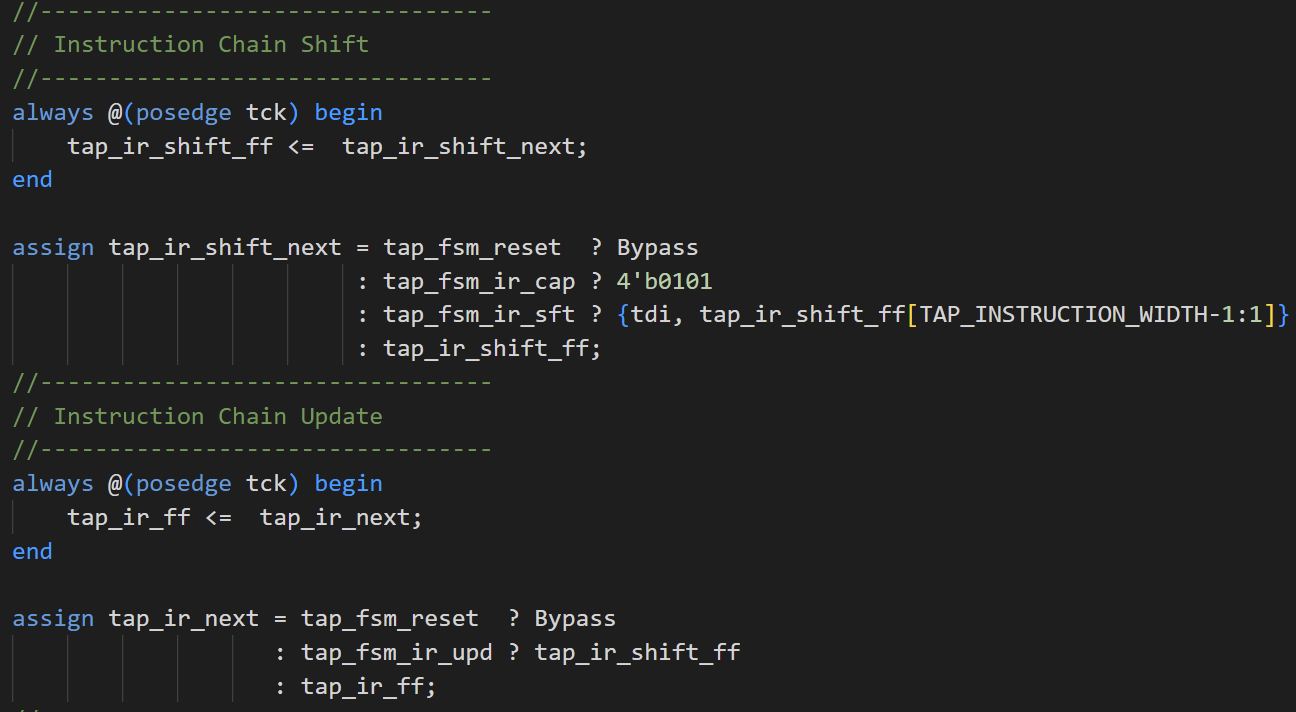 //---------------------------------
// Instruction Chain Shift
//---------------------------------
always @(posedge tck) begin
    tap_ir_shift_ff <=  tap_ir_shift_next;
end

assign tap_ir_shift_next = tap_fsm_reset  ? Bypass
                         : tap_fsm_ir_cap ? 4'b0101
                         : tap_fsm_ir_sft ? {tdi, tap_ir_shift_ff[TAP_INSTRUCTION_WIDTH-1:1]}
                         : tap_ir_shift_ff;
//---------------------------------
// Instruction Chain Update
//---------------------------------
always @(posedge tck) begin
    tap_ir_ff <=  tap_ir_next;
end

assign tap_ir_next = tap_fsm_reset  ? Bypass
                   : tap_fsm_ir_upd ? tap_ir_shift_ff
                   : tap_ir_ff;